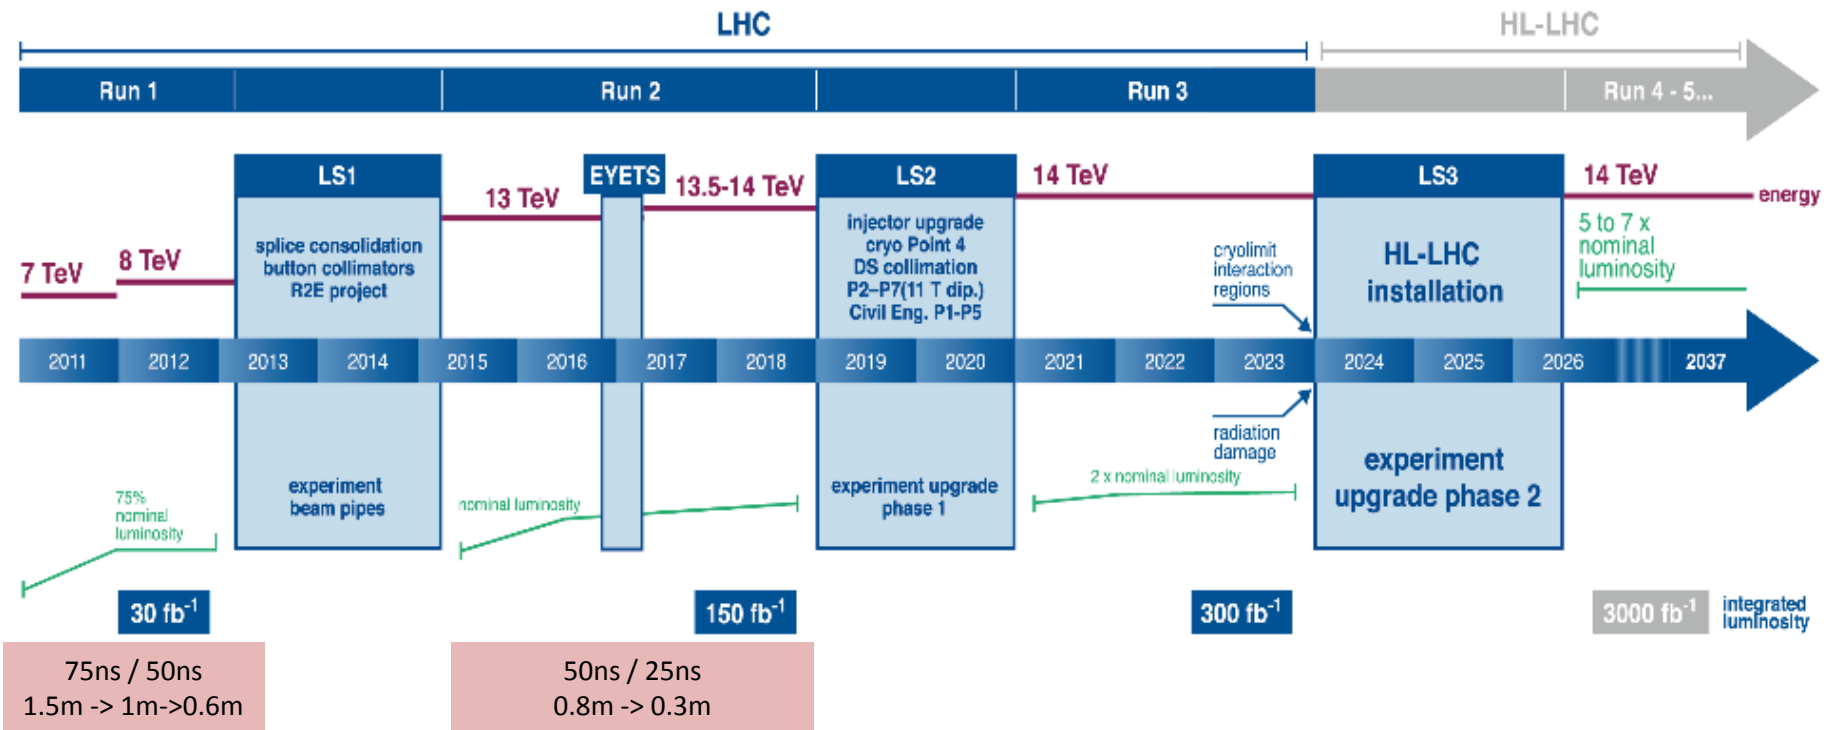 LHC
HL-LHC
Run 1
Run 2
Run 3
Run 4 - 5...
LS1
EYETS
LS2
LS3
13 TeV
13.5-14 TeV
14 TeV
14 TeV
energy
7 TeV
8 TeV
splice consolidation
button collimators
R2E project
injector upgrade
cryo Point 4
DS collimation
P2–P7(11 T dip.)
Civil Eng. P1-P5
cryolimit
interaction
regions
HL-LHC
installation
5 to 7 x
nominal
luminosity
2011
2012
2013
2014
2015
2016
2017
2018
2019
2020
2021
2022
2023
2024
2025
2026
2037
radiation
damage
75%
nominal
luminosity
experiment
beam pipes
nominal luminosity
experiment upgrade
phase 1
2 x nominal luminosity
experiment
upgrade phase 2
30 fb⁻¹
150 fb⁻¹
300 fb⁻¹
3000 fb⁻¹
integrated
luminosity
75ns / 50ns
1.5m -> 1m->0.6m
50ns / 25ns
0.8m -> 0.3m